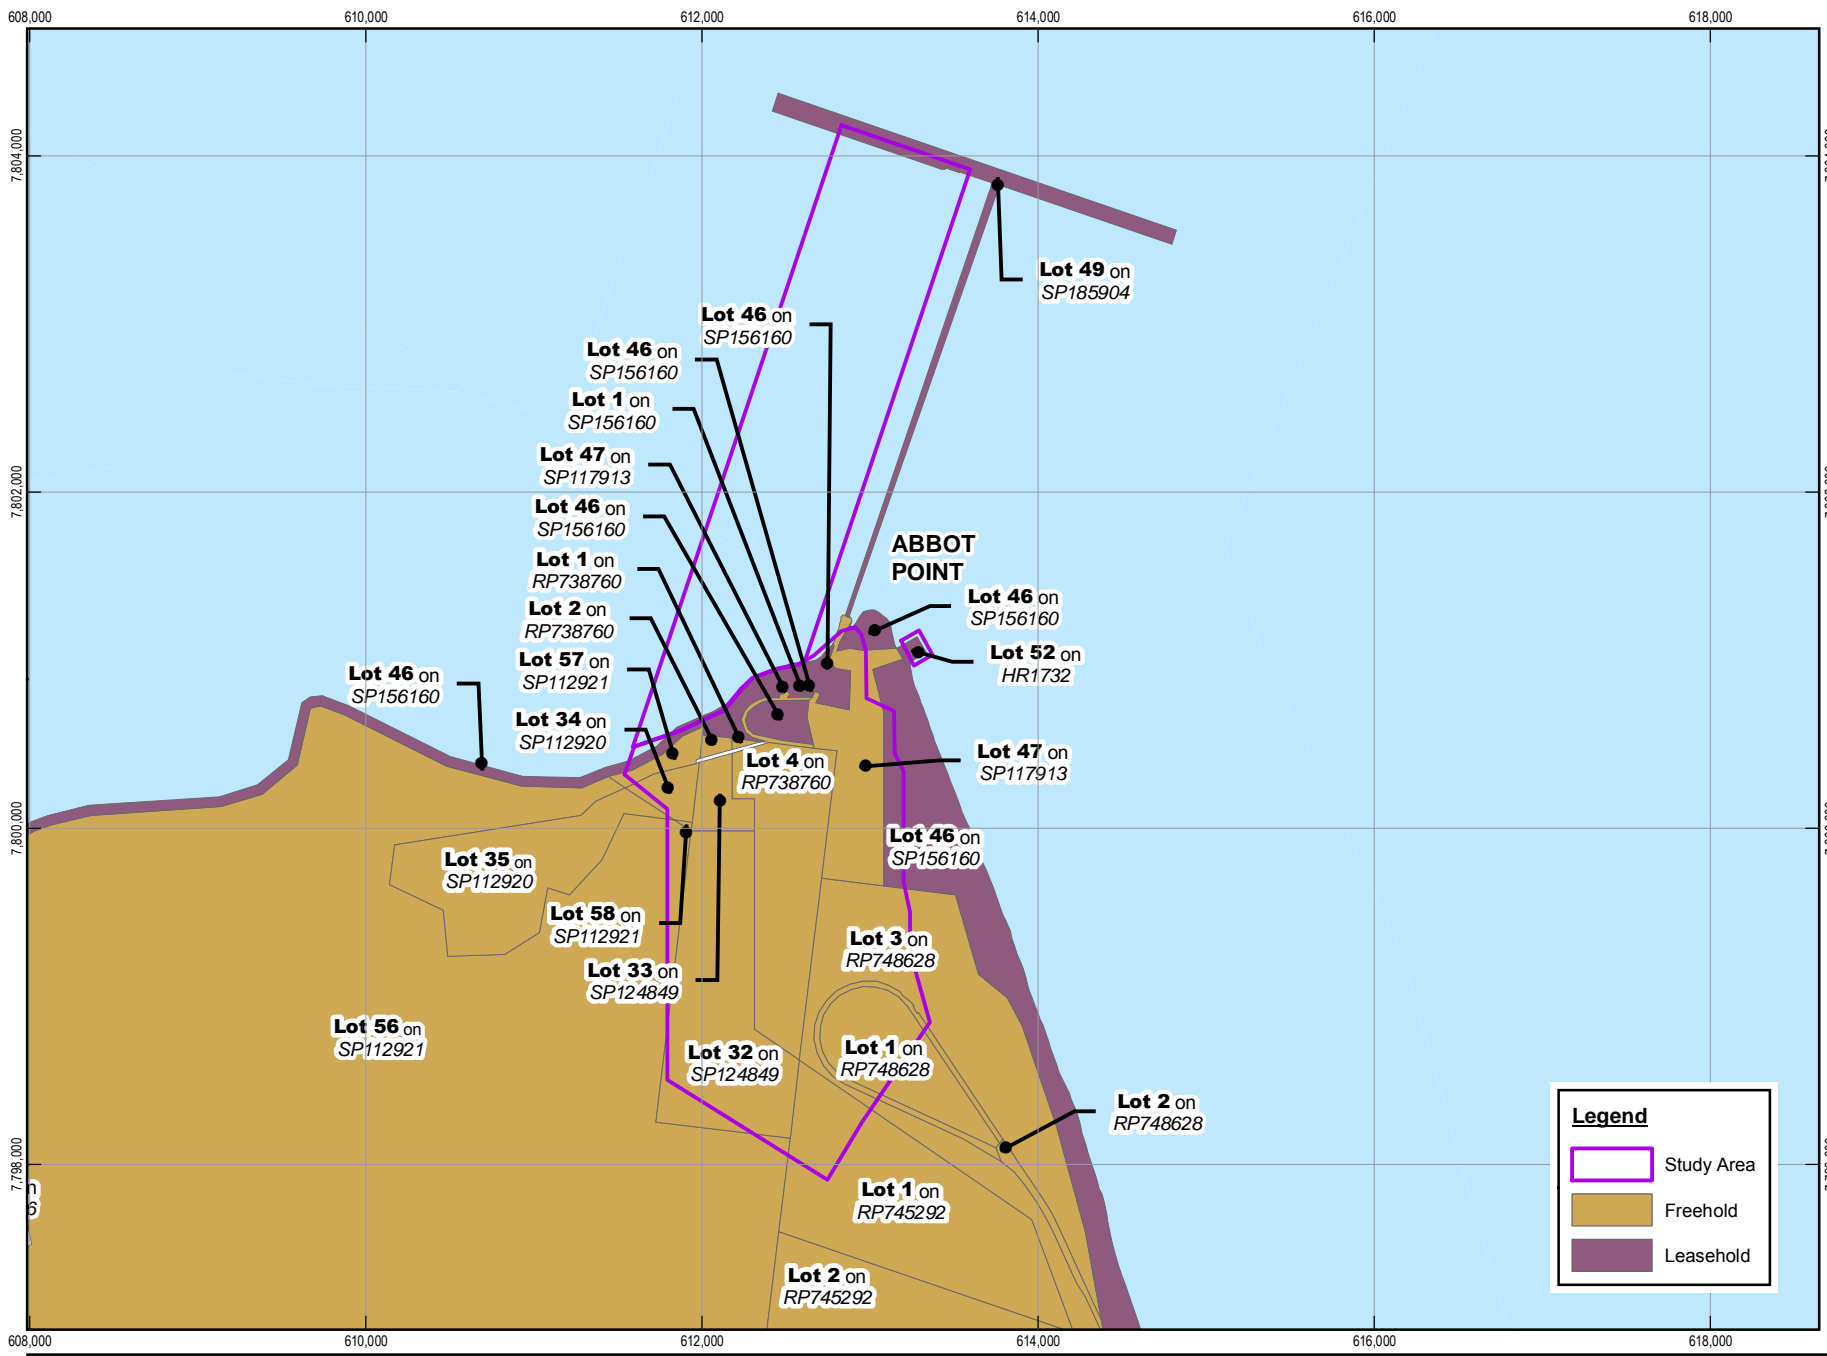 608,000 610,000 612,000 614,000 616,000 618,000
7,804,000
Lot 49 on
SP185904
Lot 46 on
SP156160
Lot 46 on
SP156160
Lot 1 on
SP156160
Lot 47 on
SP117913
7,802,000
Lot 46 on
SP156160
ABBOT
POINT
Lot 1 on
RP738760
Lot 46 on
SP156160
Lot 2 on
RP738760
Lot 52 on
HR1732
Lot 57 on
SP112921
Lot 46 on
SP156160
Lot 34 on
SP112920
Lot 4 on
RP738760
Lot 47 on
SP117913
7,800,000
Lot 46 on
SP156160
Lot 35 on
SP112920
Lot 58 on
SP112921
Lot 3 on
RP748628
Lot 33 on
SP124849
Lot 56 on
SP112921
Lot 32 on
SP124849
Lot 1 on
RP748628
Lot 2 on
RP748628
7,798,000
Lot 1 on
RP745292
Lot 2 on
RP745292
Legend
Study Area
Freehold
Leasehold
608,000 610,000 612,000 614,000 616,000 618,000